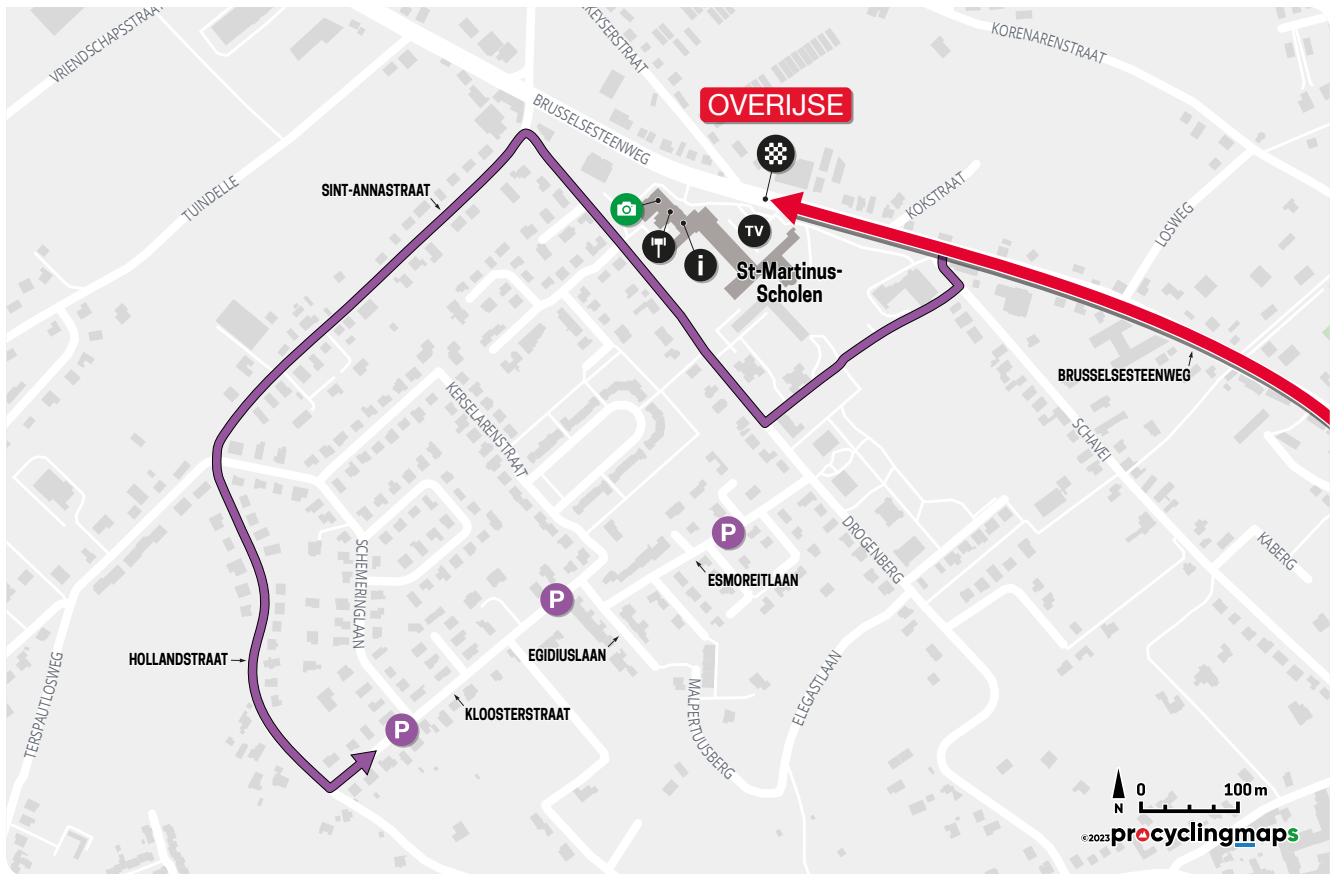 VRIENDSCHAPSSTRAAT
KEYSERSTRAAT
KORENARENSTRAAT
OVERIJSE
BRUSSELSESTEENWEG
SINT-ANNASTRAAT
TUINDELLE
KOKSTRAAT
LOSWEG
TV
i
St-Martinus-
Scholen
BRUSSELSESTEENWEG
KERSELARENSTRAAT
SCHAVEI
P
DROGENBERG
KABERG
SCHEMERINGLAAN
ESMOREITLAAN
P
EGIDIUSLAAN
HOLLANDSTRAAT
TERSPAUTLOSWEG
MALPERTUUSBERG
ELEGASTLAAN
KLOOSTERSTRAAT
P
N
0 100 m
©2023 procyclingmaps